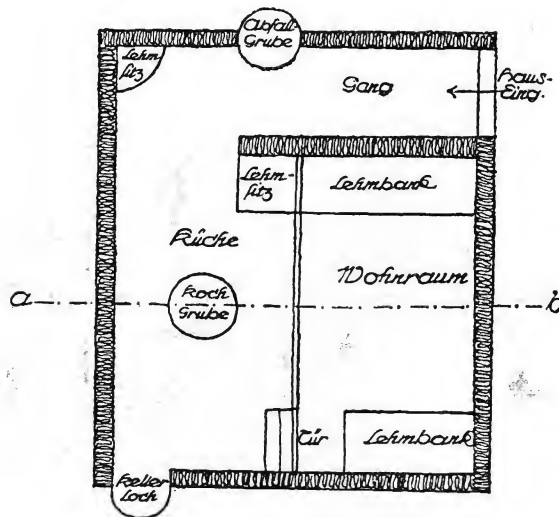 Abfall-
Grube
Lehm-
sitz
Gang
Haus-
Eing.
Lehm-
sitz
Lehmbank
Küche
Wohnraum
a
b
Koch
Grube
Tür
Lehmbank
Keller
Loch